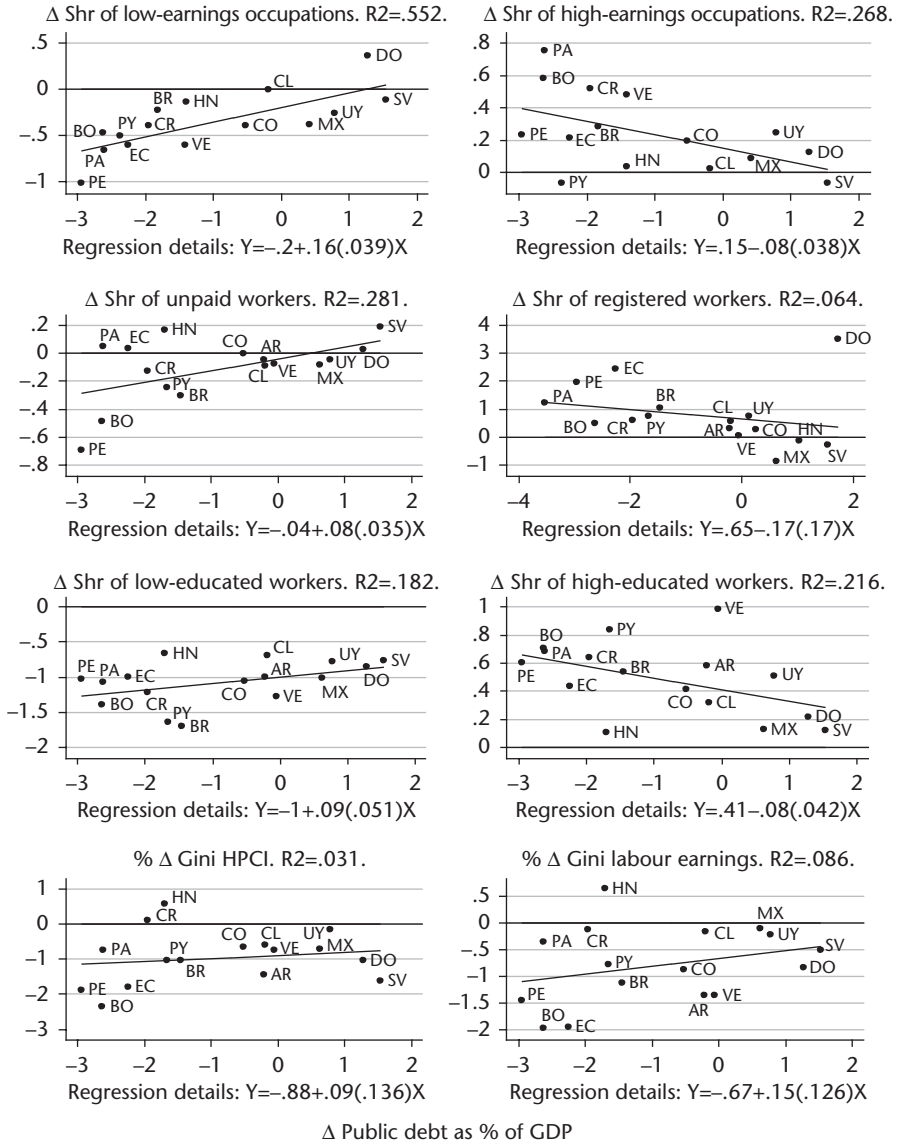 Δ Shr of low-earnings occupations. R2=.552.
.5
0
−.5
−1
DO
CL
BR
HN
SV
BO
PY
CR
UY
CO
MX
PA
EC
VE
PE
−3 −2 −1 0 1 2
Regression details: Y=−.2+.16(.039)X
Δ Shr of high-earnings occupations. R2=.268.
.8
.6
.4
.2
0
PA
BO
CR
VE
PE
EC
BR
CO
UY
HN
CL
MX
DO
PY
SV
−3 −2 −1 0 1 2
Regression details: Y=.15−.08(.038)X
Δ Shr of unpaid workers. R2=.281.
.2
0
−.2
−.4
−.6
−.8
PA
EC
HN
CO
AR
SV
CR
CL
VE
UY
DO
MX
PY
BR
BO
PE
−3 −2 −1 0 1 2
Regression details: Y=−.04+.08(.035)X
Δ Shr of registered workers. R2=.064.
4
3
2
1
0
−1
DO
EC
PE
PA
BR
CL
UY
BO
CR
PY
AR
CO
HN
VE
MX
SV
−4 −2 0 2
Regression details: Y=.65−.17(.17)X
Δ Shr of low-educated workers. R2=.182.
0
−.5
−1
−1.5
−2
HN
CL
UY
SV
PE
PA
EC
AR
DO
BO
CR
CO
VE
MX
PY
BR
−3 −2 −1 0 1 2
Regression details: Y=−1+.09(.051)X
Δ Shr of high-educated workers. R2=.216.
1
.8
.6
.4
.2
0
VE
PY
BO
PA
CR
PE
BR
AR
EC
UY
CO
CL
HN
MX
DO
SV
−3 −2 −1 0 1 2
Regression details: Y=.41−.08(.042)X
% Δ Gini HPCI. R2=.031.
1
0
−1
−2
−3
HN
CR
UY
PA
PY
CO
CL
VE
MX
BR
DO
AR
PE
EC
SV
BO
−3 −2 −1 0 1 2
Regression details: Y=−.88+.09(.136)X
% Δ Gini labour earnings. R2=.086.
.5
0
−.5
−1
−1.5
−2
HN
MX
CR
CL
UY
PA
SV
PY
CO
DO
BR
PE
VE
AR
BO
EC
−3 −2 −1 0 1 2
Regression details: Y=−.67+.15(.126)X
Δ Public debt as % of GDP